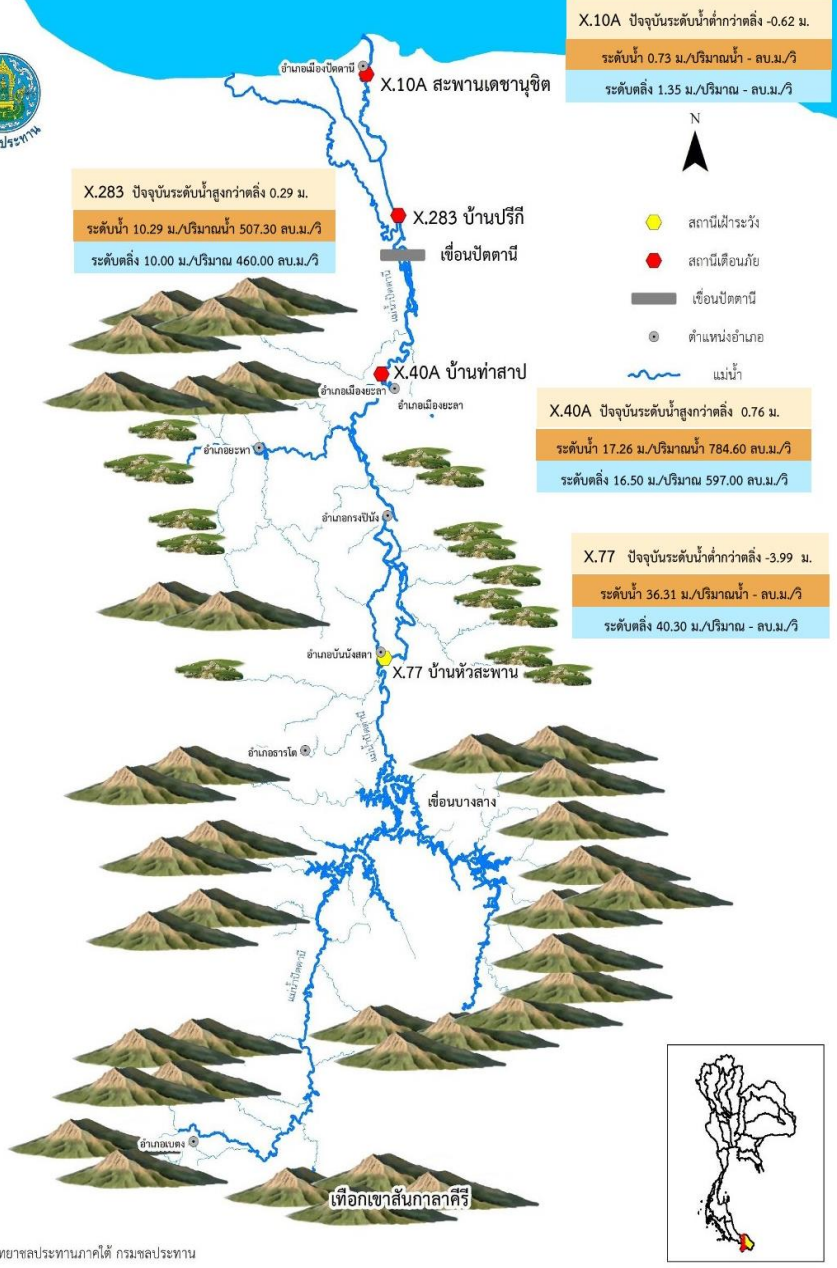 X.10A ปัจจุบันระดับน้ำต่ำกว่าตลิ่ง -0.62 ม.
ระดับน้ำ 0.73 ม./ปริมาณน้ำ - ลบ.ม./วิ
ระดับตลิ่ง 1.35 ม./ปริมาณ - ลบ.ม./วิ
อำเภอเมืองปัตตานี
X.10A สะพานเดชานุชิต
N
X.283 ปัจจุบันระดับน้ำสูงกว่าตลิ่ง 0.29 ม.
ระดับน้ำ 10.29 ม./ปริมาณน้ำ 507.30 ลบ.ม./วิ
ระดับตลิ่ง 10.00 ม./ปริมาณ 460.00 ลบ.ม./วิ
X.283 บ้านปรีกี
เขื่อนปัตตานี
แม่น้ำปัตตานี
สถานีเฝ้าระวัง
สถานีเตือนภัย
เขื่อนปัตตานี
ตำแหน่งอำเภอ
แม่น้ำ
X.40A บ้านท่าสาป
อำเภอเมืองยะลา
อำเภอเมืองยะลา
X.40A ปัจจุบันระดับน้ำสูงกว่าตลิ่ง 0.76 ม.
ระดับน้ำ 17.26 ม./ปริมาณน้ำ 784.60 ลบ.ม./วิ
ระดับตลิ่ง 16.50 ม./ปริมาณ 597.00 ลบ.ม./วิ
อำเภอยะหา
อำเภอกรงปินัง
X.77 ปัจจุบันระดับน้ำต่ำกว่าตลิ่ง -3.99 ม.
ระดับน้ำ 36.31 ม./ปริมาณน้ำ - ลบ.ม./วิ
ระดับตลิ่ง 40.30 ม./ปริมาณ - ลบ.ม./วิ
อำเภอบันนังสตา
X.77 บ้านหัวสะพาน
แม่น้ำปัตตานี
อำเภอธารโต
เขื่อนบางลาง
แม่น้ำปัตตานี
อำเภอเบตง
เทือกเขาสันกาลาคีรี
ทยาชลประทานภาคใต้ กรมชลประทาน